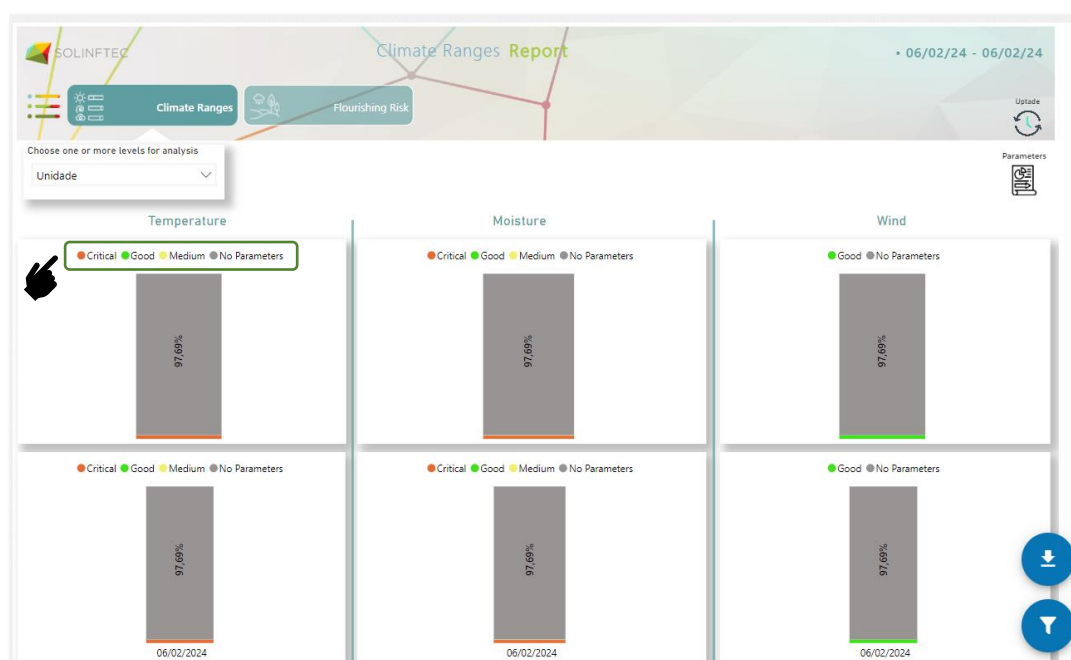 SOLINFTEC
Climate Ranges Report
• 06/02/24 - 06/02/24
Climate Ranges
Flourishing Risk
Uptade
Choose one or more levels for analysis
Unidade
Parameters
Temperature
Moisture
Wind
Critical Good Medium No Parameters
Critical Good Medium No Parameters
Good No Parameters
97,69%
97,69%
97,69%
Critical Good Medium No Parameters
Critical Good Medium No Parameters
Good No Parameters
97,69%
97,69%
97,69%
06/02/2024
06/02/2024
06/02/2024